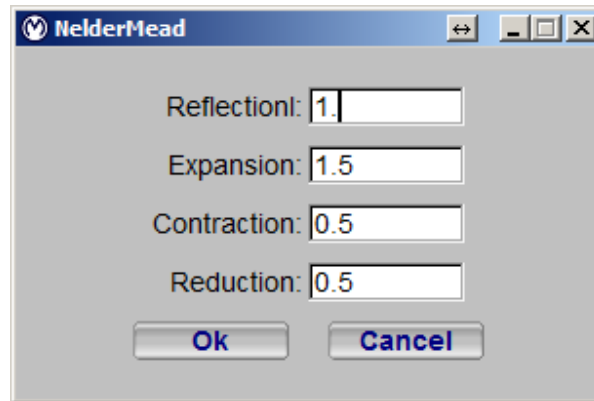 NelderMead
Reflectionl: 1.
Expansion: 1.5
Contraction: 0.5
Reduction: 0.5
Ok Cancel